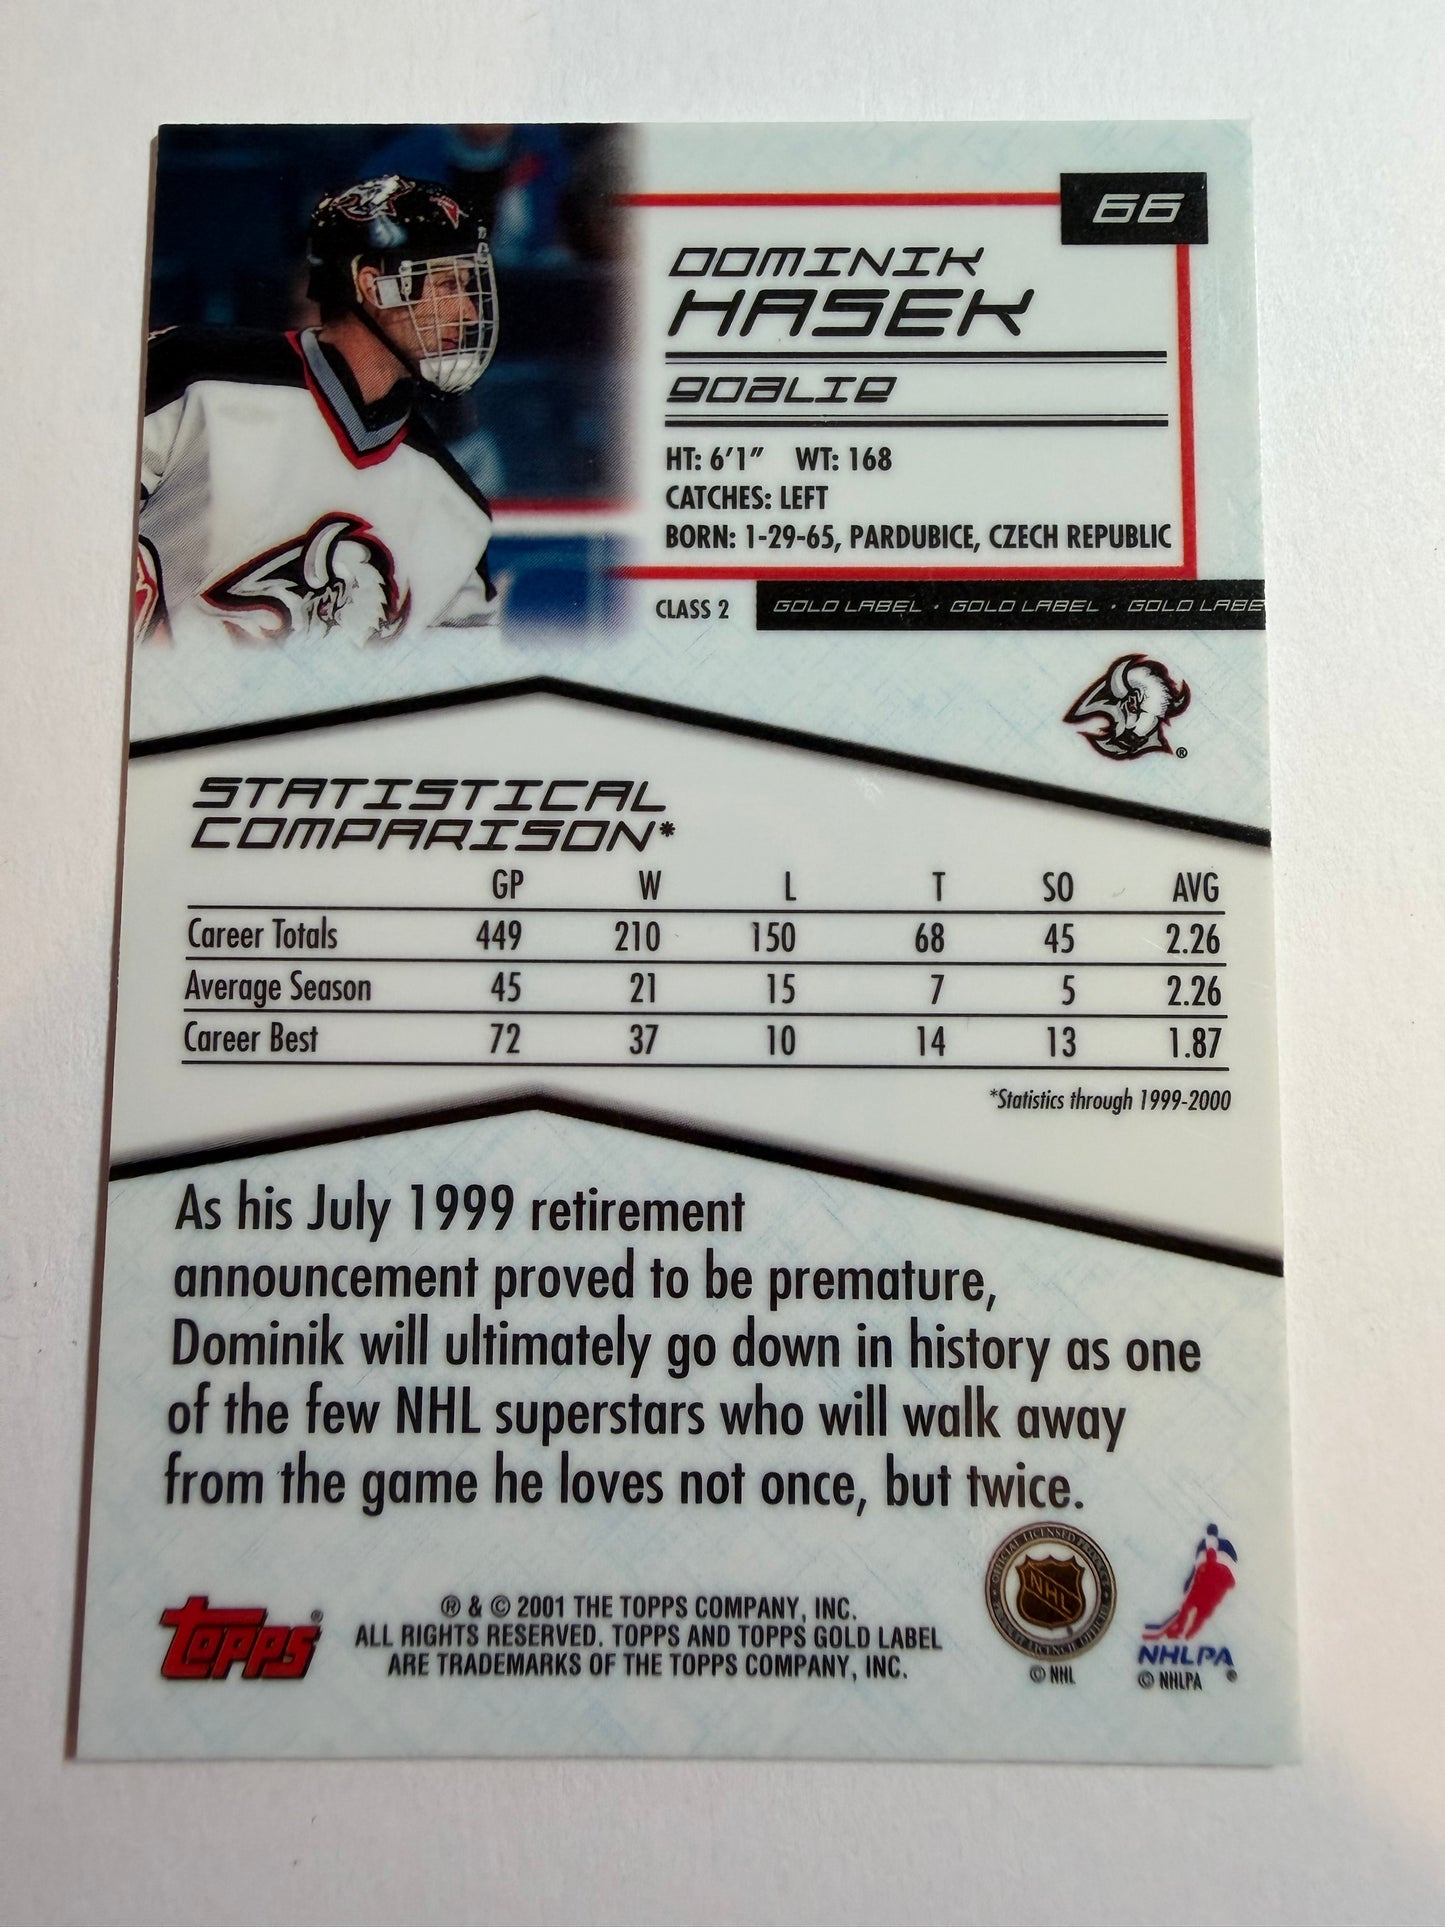 66
DOMINIK
HASEK
GOALIE
HT: 6'1" WT: 168
CATCHES: LEFT
BORN: 1-29-65, PARDUBICE, CZECH REPUBLIC
CLASS 2 GOLD LABEL · GOLD LABEL · GOLD LABE
®
STATISTICAL
COMPARISON*
GP W L T SO AVG
Career Totals 449 210 150 68 45 2.26
Average Season 45 21 15 7 5 2.26
Career Best 72 37 10 14 13 1.87
*Statistics through 1999-2000
As his July 1999 retirement
announcement proved to be premature,
Dominik will ultimately go down in history as one
of the few NHL superstars who will walk away
from the game he loves not once, but twice.
Topps®
® & © 2001 THE TOPPS COMPANY, INC.
ALL RIGHTS RESERVED. TOPPS AND TOPPS GOLD LABEL
ARE TRADEMARKS OF THE TOPPS COMPANY, INC.
OFFICIAL LICENSED PRODUCT
NHL
© NHL
NHLPA®
© NHLPA